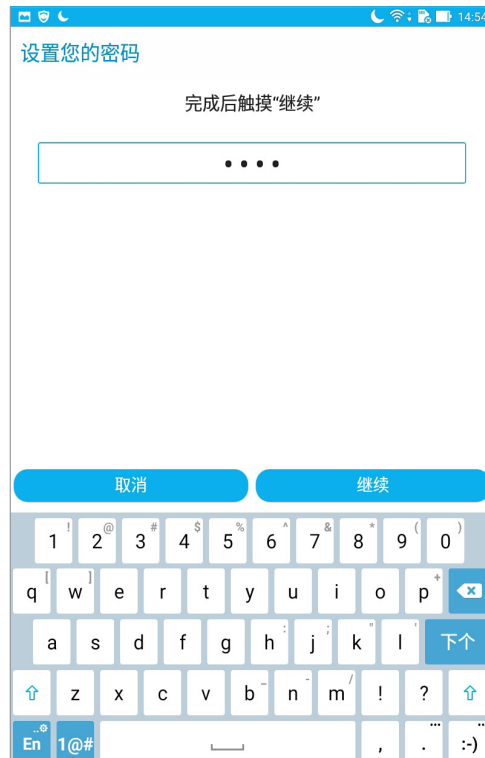 14:54
设置您的密码
完成后触摸“继续”
••••
取消 继续
! @ # $ % ^ & * ( )
1 2 3 4 5 6 7 8 9 0
[ ] +
q w e r t y u i o p
: ; " '
a s d f g h j k l 下个
_ - /
z x c v b n m ! ?
En 1@# , . :-)